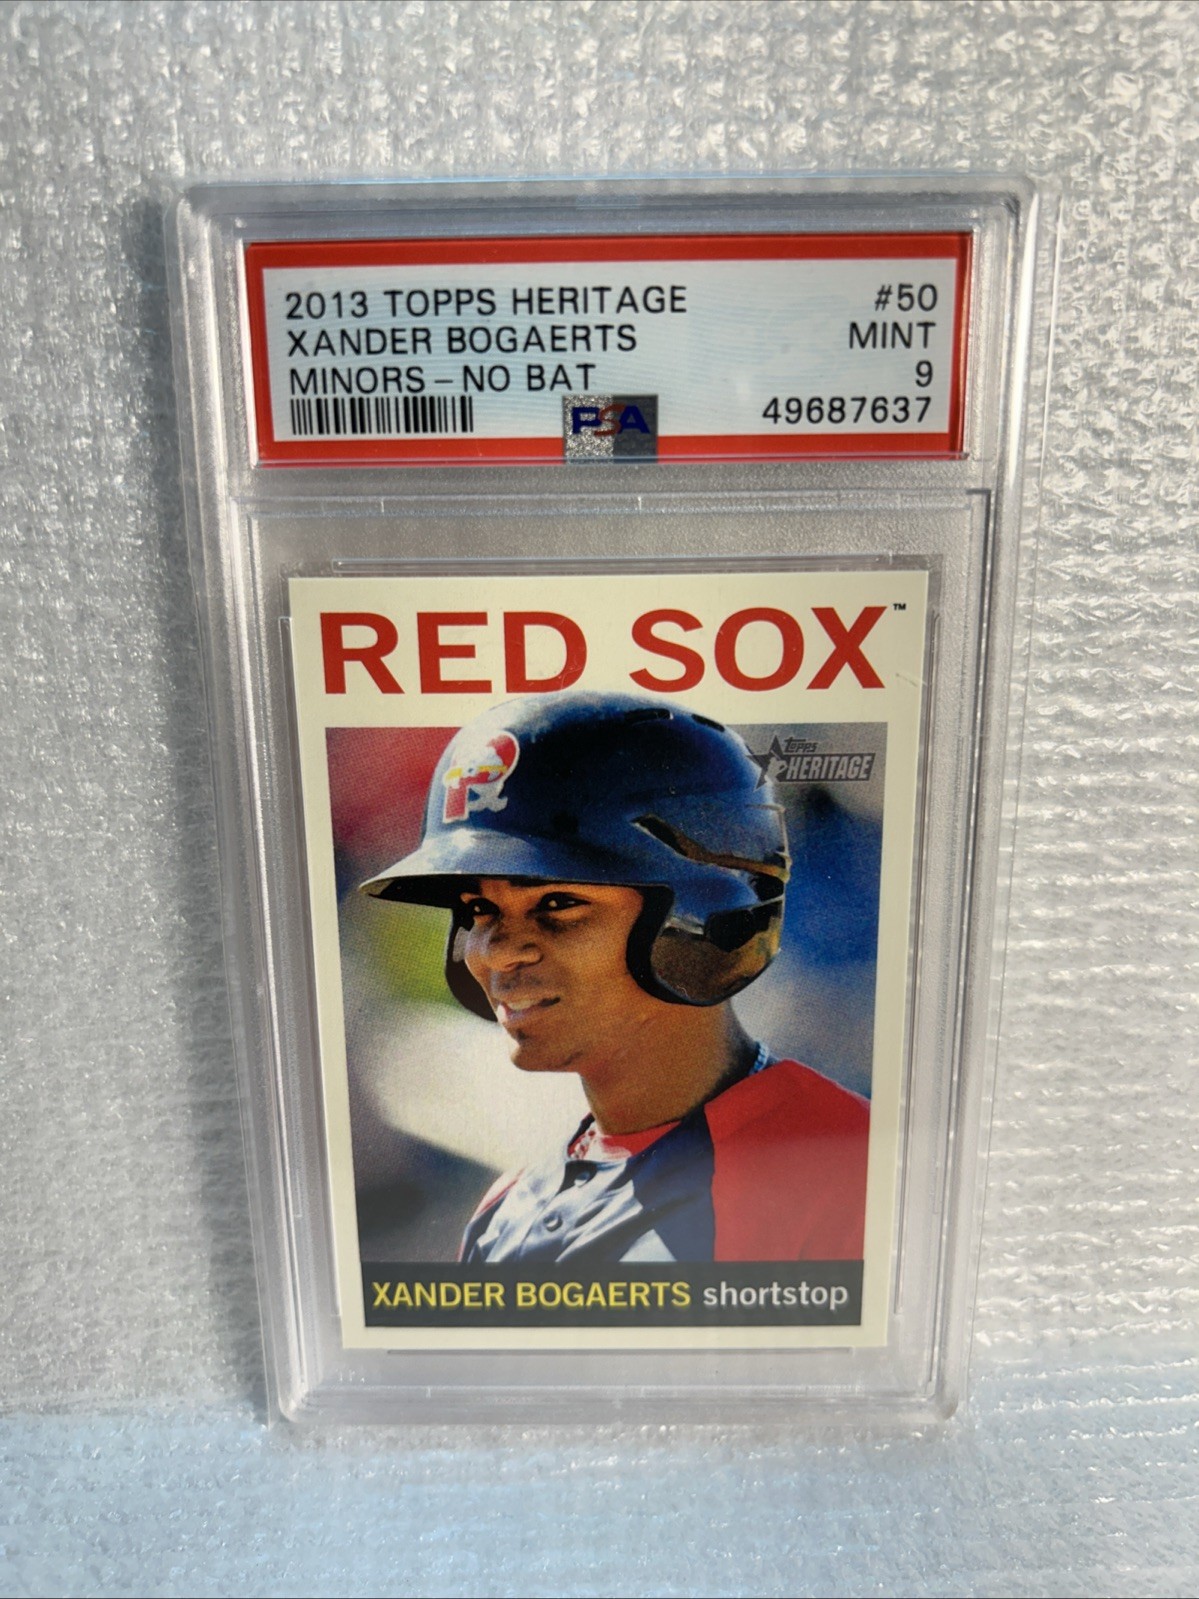 2013 TOPPS HERITAGE #50
XANDER BOGAERTS MINT
MINORS - NO BAT 9
PSA 49687637
RED SOX™
P
TOPPS
HERITAGE
XANDER BOGAERTS shortstop